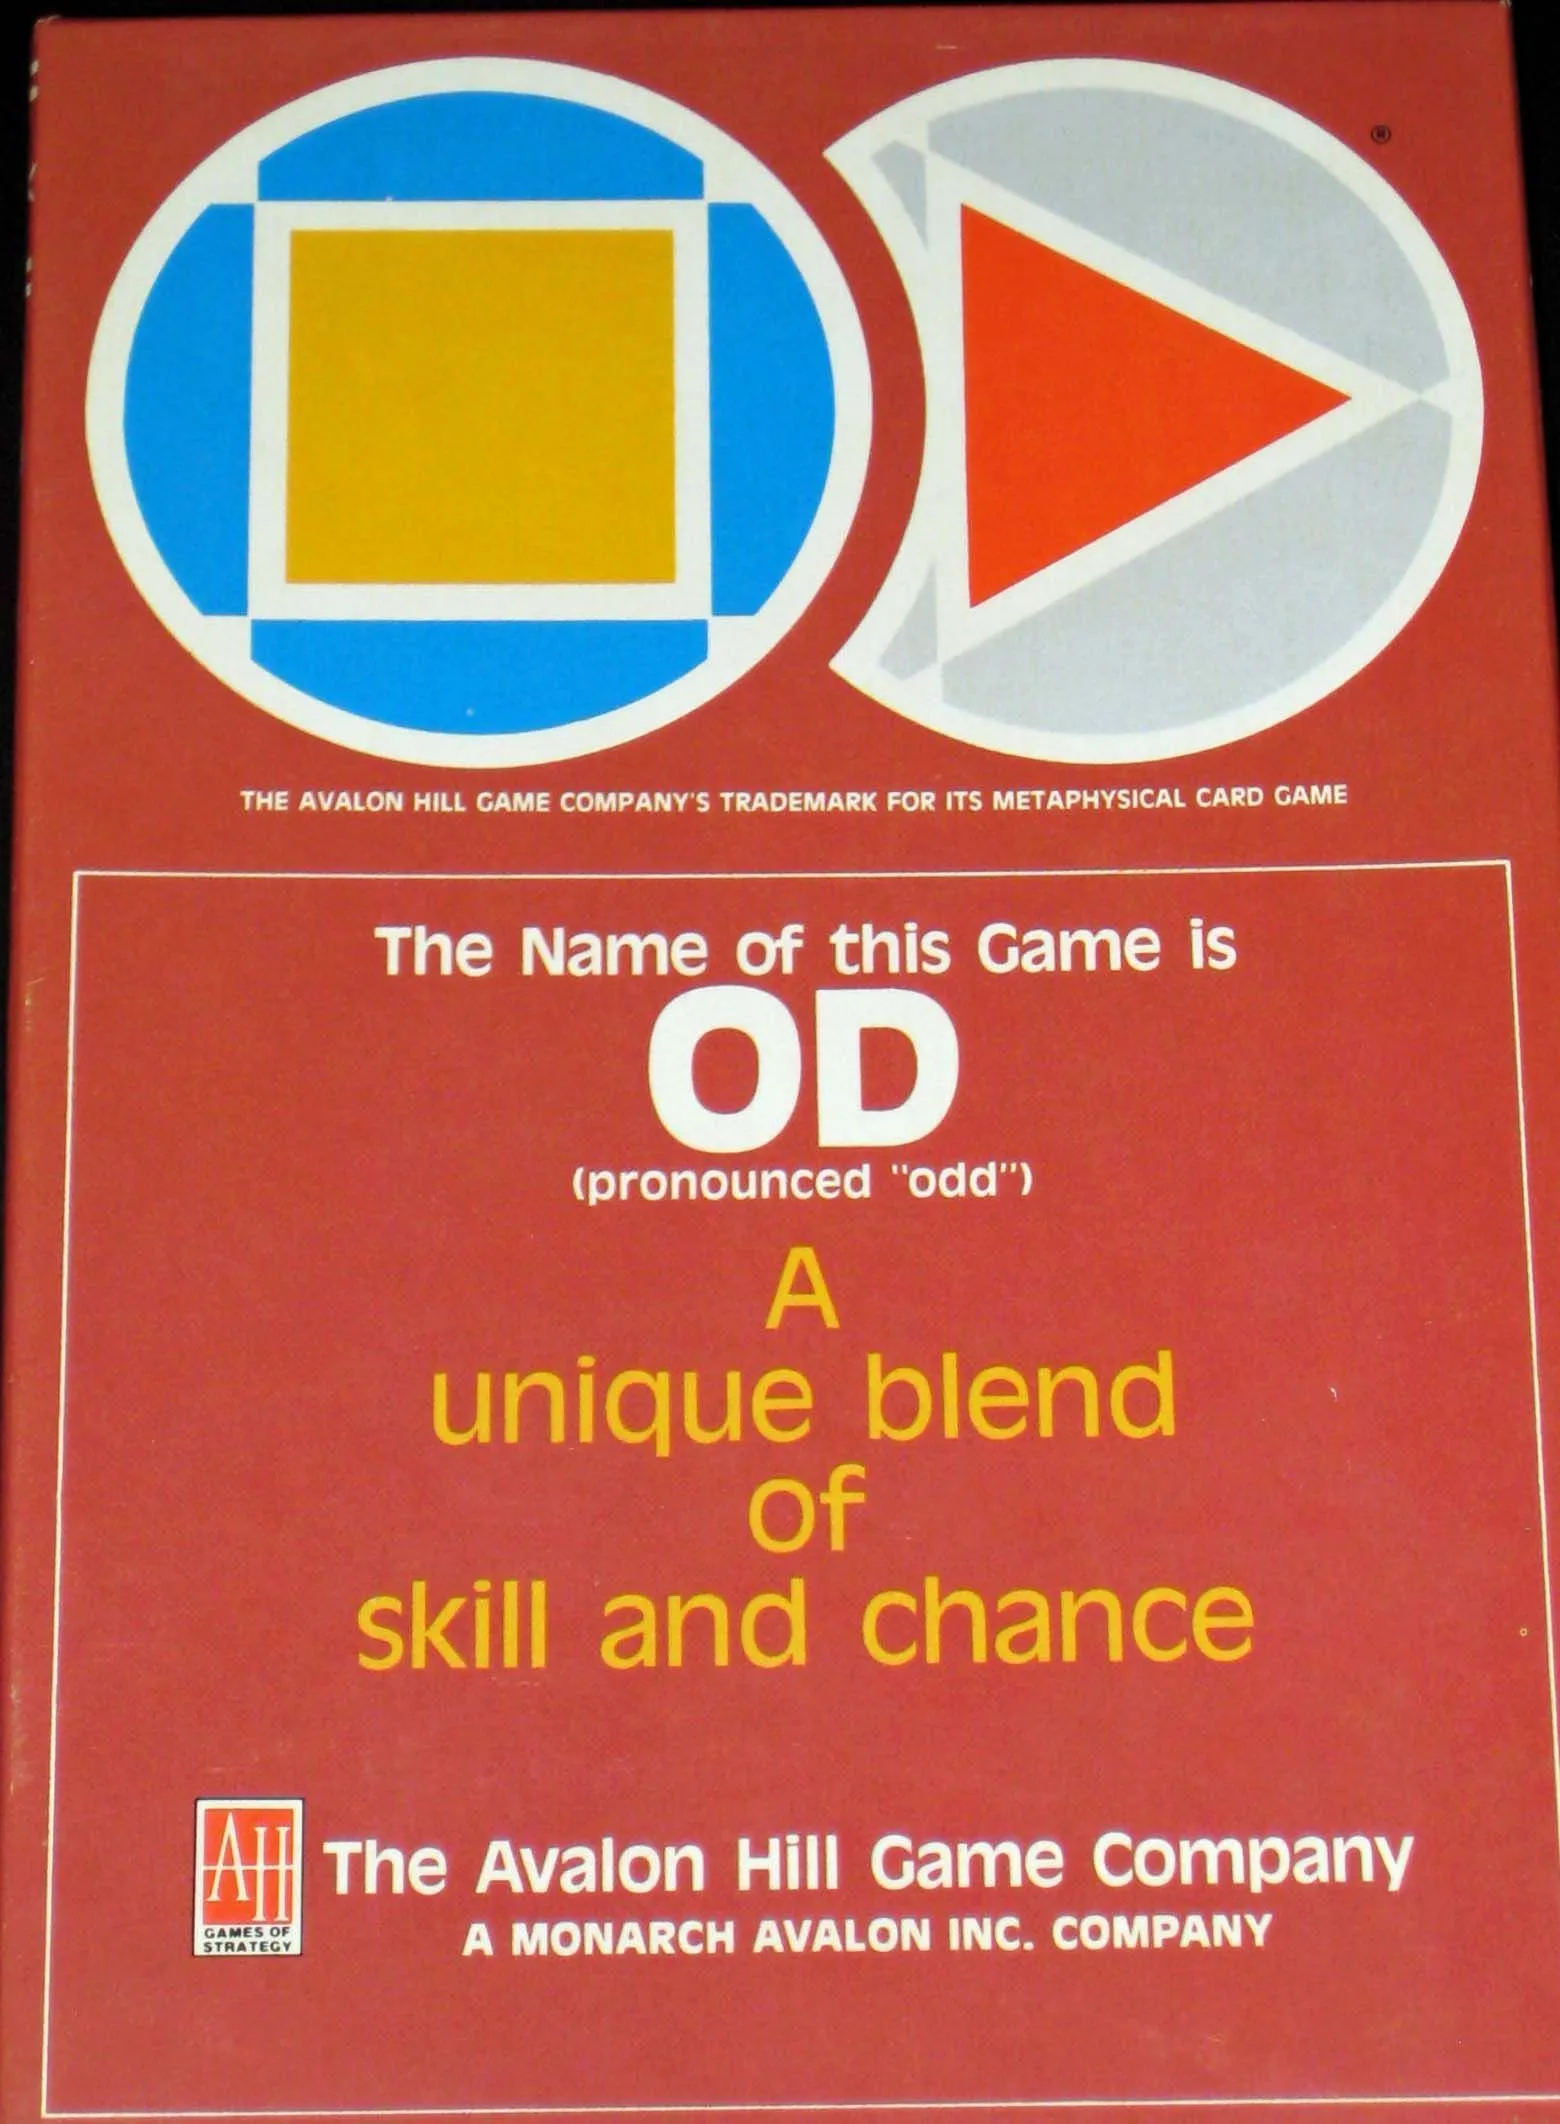 ®
THE AVALON HILL GAME COMPANY'S TRADEMARK FOR ITS METAPHYSICAL CARD GAME
The Name of this Game is
OD
(pronounced "odd")
A
unique blend
of
skill and chance
AH
GAMES OF
STRATEGY
The Avalon Hill Game Company
A MONARCH AVALON INC. COMPANY